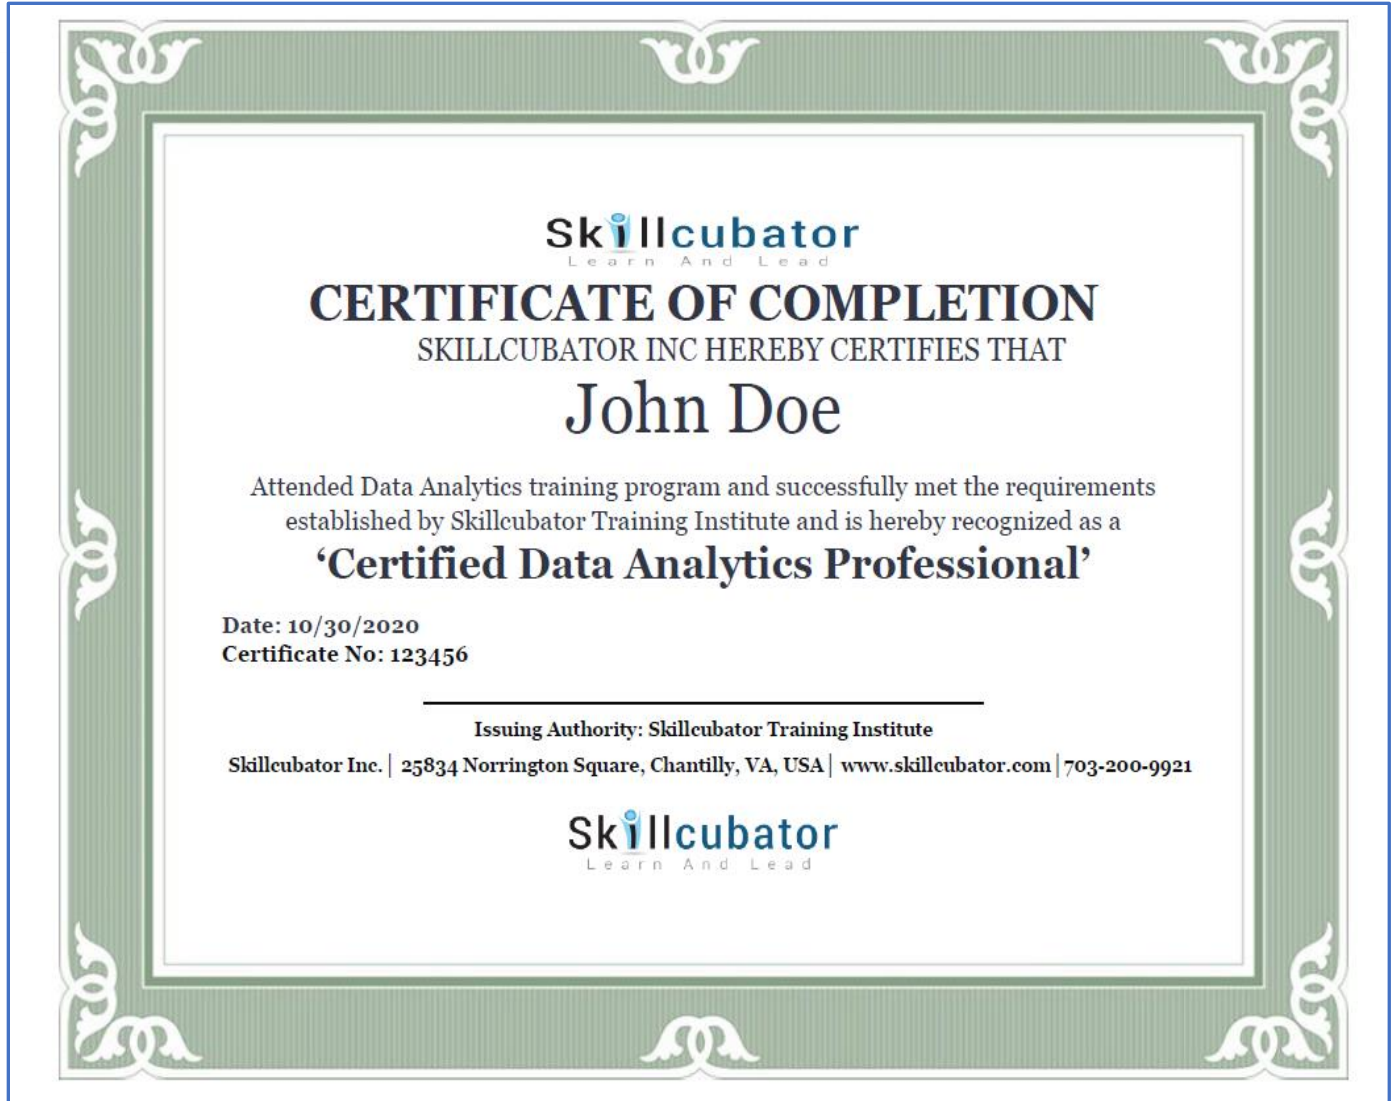 Skillcubator
Learn And Lead
CERTIFICATE OF COMPLETION
SKILLCUBATOR INC HEREBY CERTIFIES THAT
John Doe
Attended Data Analytics training program and successfully met the requirements
established by Skillcubator Training Institute and is hereby recognized as a
‘Certified Data Analytics Professional’
Date: 10/30/2020
Certificate No: 123456
Issuing Authority: Skillcubator Training Institute
Skillcubator Inc.| 25834 Norrington Square, Chantilly, VA, USA| www.skillcubator.com|703-200-9921
Skillcubator
Learn And Lead